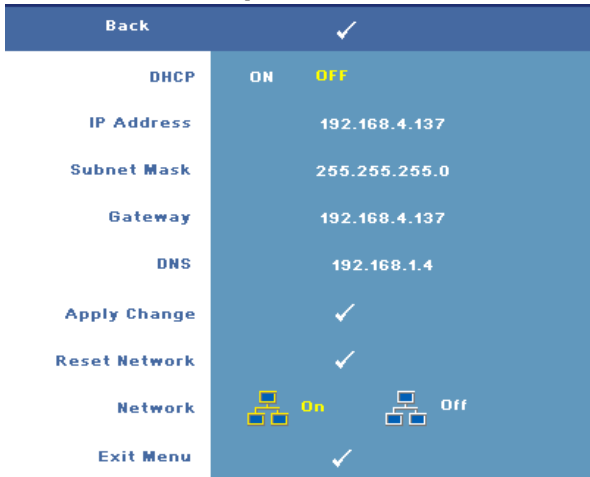 Back
DHCP ON OFF
IP Address 192.168.4.137
Subnet Mask 255.255.255.0
Gateway 192.168.4.137
DNS 192.168.1.4
Apply Change
Reset Network
Network On Off
Exit Menu